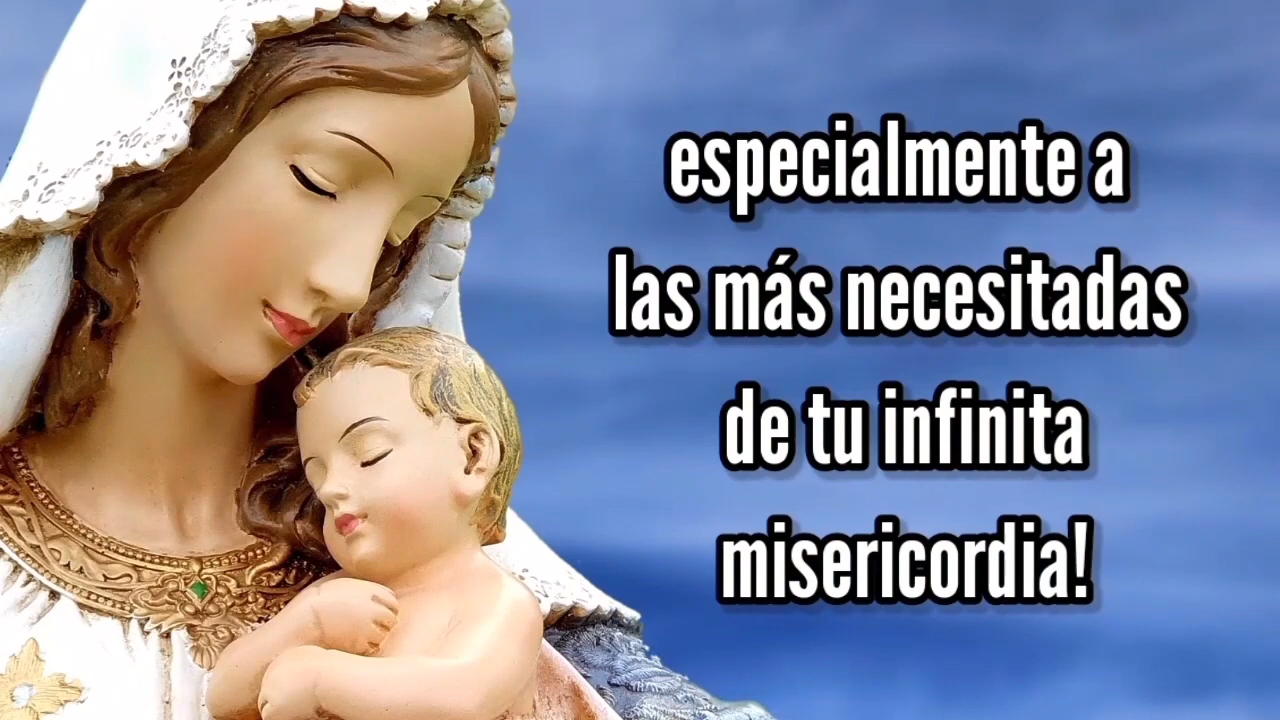 especialmente a
las más necesitadas
de tu infinita
misericordia!